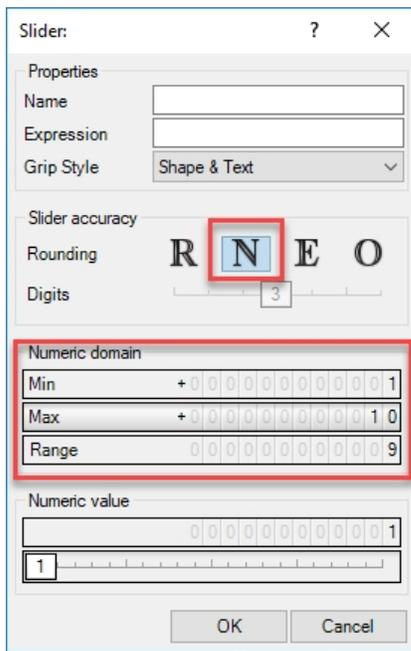 Slider: ?
Properties
Name
Expression
Grip Style Shape & Text
Slider accuracy
Rounding R N E O
Digits 3
Numeric domain
Min + 0 0 0 0 0 0 0 0 0 0 1
Max + 0 0 0 0 0 0 0 0 0 1 0
Range 0 0 0 0 0 0 0 0 0 0 9
Numeric value
0 0 0 0 0 0 0 0 0 0 1
1
OK Cancel